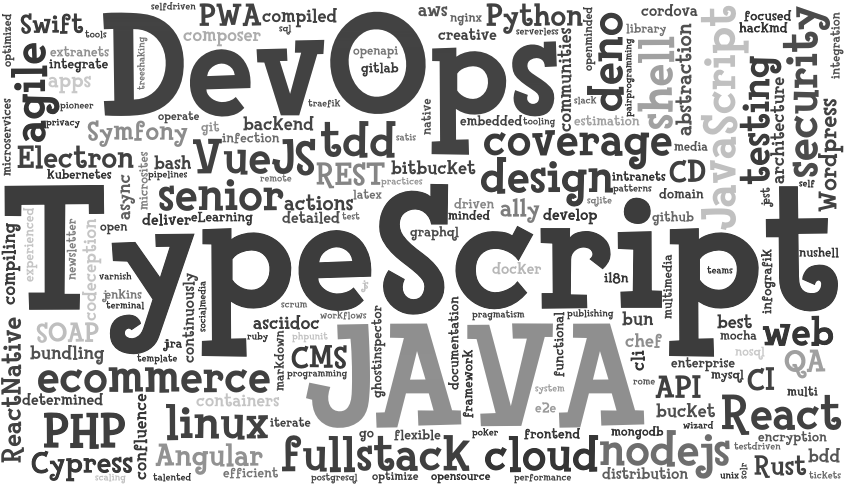 selfdriven
PWA
compiled
aws
nginx
Python
serverless
openminded
cordova
focused
hackmd
integration
optimized
Swift
tools
DevOps
composer
sql
creative
library
deno
shell
JavaScript
security
extranets
integrate
treeshaking
openapi
gitlab
communities
pairprogramming
abstraction
testing
architecture
agile
apps
pioneer
privacy
traefik
native
slack
microservices
operate
Symfony
git
infection
backend
tdd
satis
embedded
tooling
estimation
coverage
media
Electron
kubernetes
bash
pipelines
VueJS
remote
REST
practices
bitbucket
design
intranets
patterns
CD
domain
jest
self
Wordpress
async
microsites
senior
actions
latex
driven
minded
ally
sqlite
develop
github
deliver
eLearning
detailed
test
TypeScript
graphql
compiling
experienced
newsletter
codeception
open
varnish
jenkins
terminal
continuously
socialmedia
docker
i18n
multimedia
teams
infografik
nushell
scrum
workflows
documentation
pragmatism
publishing
ReactNative
SOAP
bundling
jira
template
ruby
asciidoc
phpunit
markdown
CMS
programming
JAVA
ghostinspector
framework
functional
bun
chef
cli
rome
best
mocha
nosql
web
QA
enterprise
mysql
API
CI
multi
ecommerce
determined
containers
system
e2e
bucket
wizard
React
PHP
confluence
linux
iterate
go
flexible
poker
frontend
mongodb
nodejs
testdriven
encryption
bdd
Cypress
scaling
talented
Angular
efficient
fullstack
postgresql
optimize
opensource
cloud
performance
distribution
unix
solr
Rust
tickets